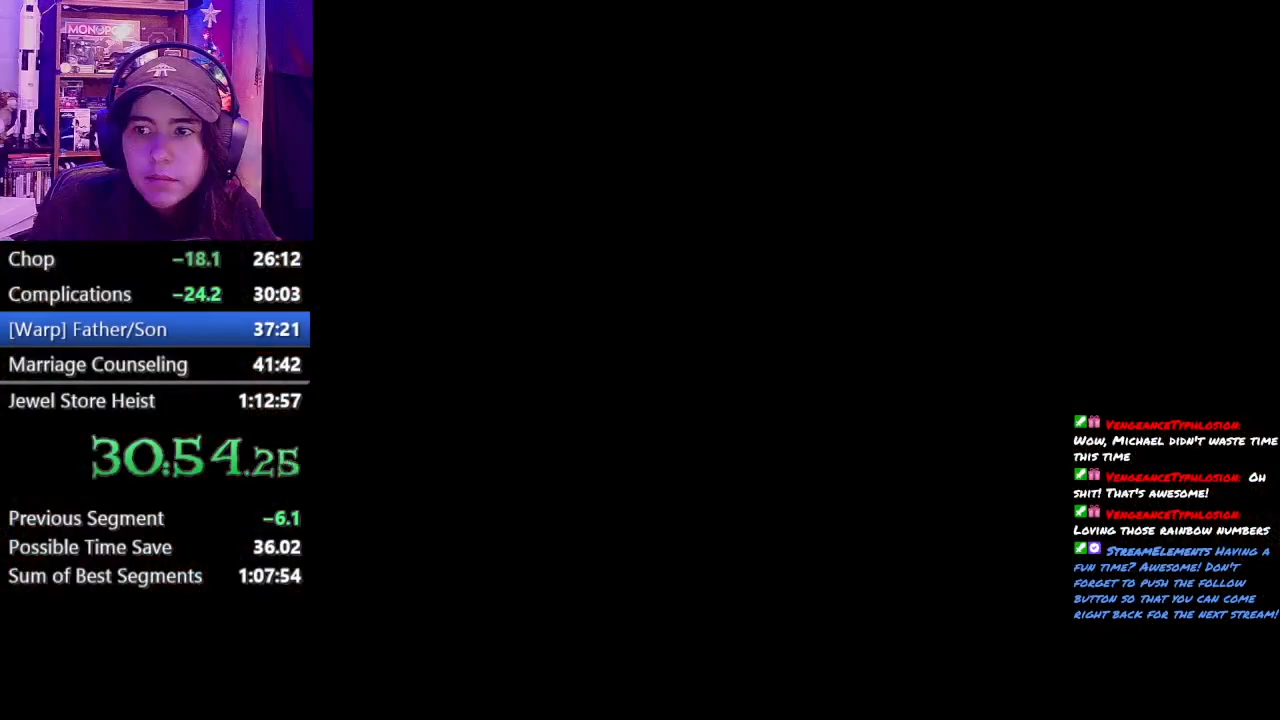 MONOPOLY
Chop −18.1 26:12
Complications −24.2 30:03
[Warp] Father/Son 37:21
Marriage Counseling 41:42
Jewel Store Heist 1:12:57
30:54.25
Previous Segment −6.1
Possible Time Save 36.02
Sum of Best Segments 1:07:54
VengeanceTyphlosion:
Wow, Michael didn't waste time
this time
VengeanceTyphlosion: Oh
shit! That's awesome!
VengeanceTyphlosion:
Loving those rainbow numbers
StreamElements Having a
fun time? Awesome! Don't
forget to push the follow
button so that you can come
right back for the next stream!